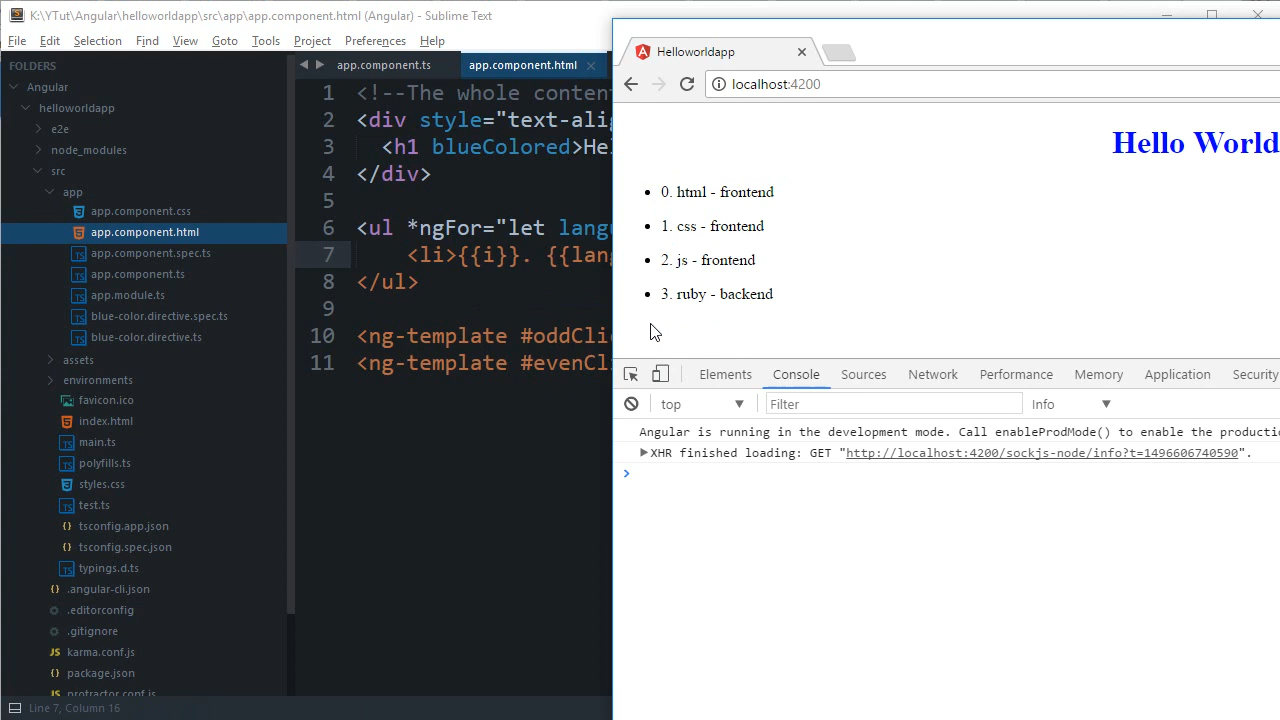 K:\YTut\Angular\helloworldapp\src\app\app.component.html (Angular) - Sublime Text
File Edit Selection Find View Goto Tools Project Preferences Help
FOLDERS
Angular
helloworldapp
e2e
node_modules
src
app
app.component.css
app.component.html
app.component.spec.ts
app.component.ts
app.module.ts
blue-color.directive.spec.ts
blue-color.directive.ts
assets
environments
favicon.ico
index.html
main.ts
polyfills.ts
styles.css
test.ts
tsconfig.app.json
tsconfig.spec.json
typings.d.ts
.angular-cli.json
.editorconfig
.gitignore
karma.conf.js
package.json
protractor.conf.js
Line 7, Column 16
app.component.ts app.component.html
1 <!--The whole conten
2 <div style="text-alig
3 <h1 blueColored>He
4 </div>
5
6 <ul *ngFor="let langu
7 <li>{{i}}. {{lang
8 </ul>
9
10 <ng-template #oddCli
11 <ng-template #evenCl
Helloworldapp
localhost:4200
Hello World
0. html - frontend
1. css - frontend
2. js - frontend
3. ruby - backend
Elements Console Sources Network Performance Memory Application Security
top Filter Info
Angular is running in the development mode. Call enableProdMode() to enable the producti
XHR finished loading: GET "http://localhost:4200/sockjs-node/info?t=1496606740590".